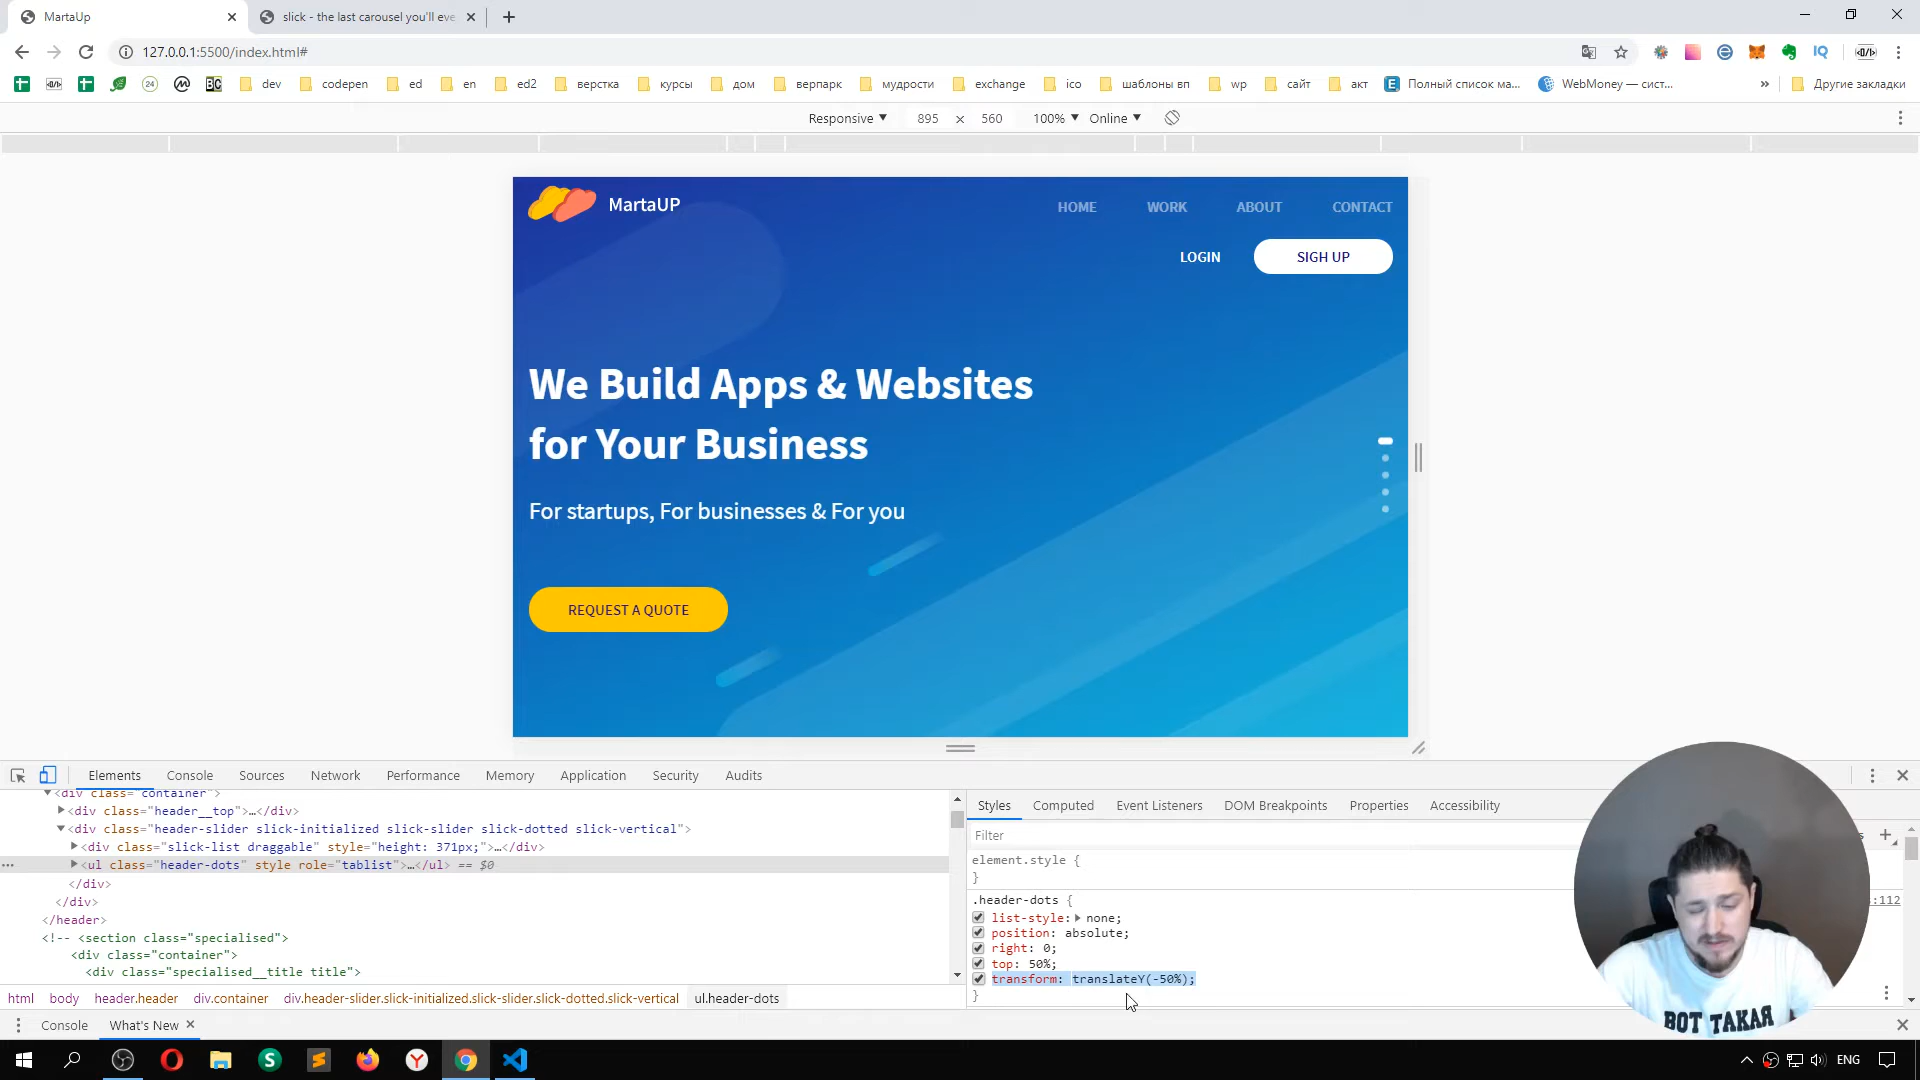 MartaUp
slick - the last carousel you'll eve
127.0.0.1:5500/index.html#
IQ
24
BC
dev
codepen
ed
en
ed2
верстка
курсы
дом
верпарк
мудрости
exchange
ico
шаблоны вп
wp
сайт
акт
E
Полный список ма...
WebMoney — сист...
»
Другие закладки
Responsive
895
×
560
100%
Online
MartaUP
HOME
WORK
ABOUT
CONTACT
LOGIN
SIGH UP
We Build Apps & Websites
for Your Business
For startups, For businesses & For you
REQUEST A QUOTE
Elements
Console
Sources
Network
Performance
Memory
Application
Security
Audits
<div class="container">
<div class="header__top">…</div>
<div class="header-slider slick-initialized slick-slider slick-dotted slick-vertical">
<div class="slick-list draggable" style="height: 371px;">…</div>
<ul class="header-dots" style role="tablist">…</ul> == $0
</div>
</div>
</header>
<!-- <section class="specialised">
<div class="container">
<div class="specialised__title title">
html
body
header.header
div.container
div.header-slider.slick-initialized.slick-slider.slick-dotted.slick-vertical
ul.header-dots
Styles
Computed
Event Listeners
DOM Breakpoints
Properties
Accessibility
Filter
element.style {
}
.header-dots {
:112
list-style: none;
position: absolute;
right: 0;
top: 50%;
transform: translateY(-50%);
}
Console
What's New
ВОТ ТАКАЯ
ENG